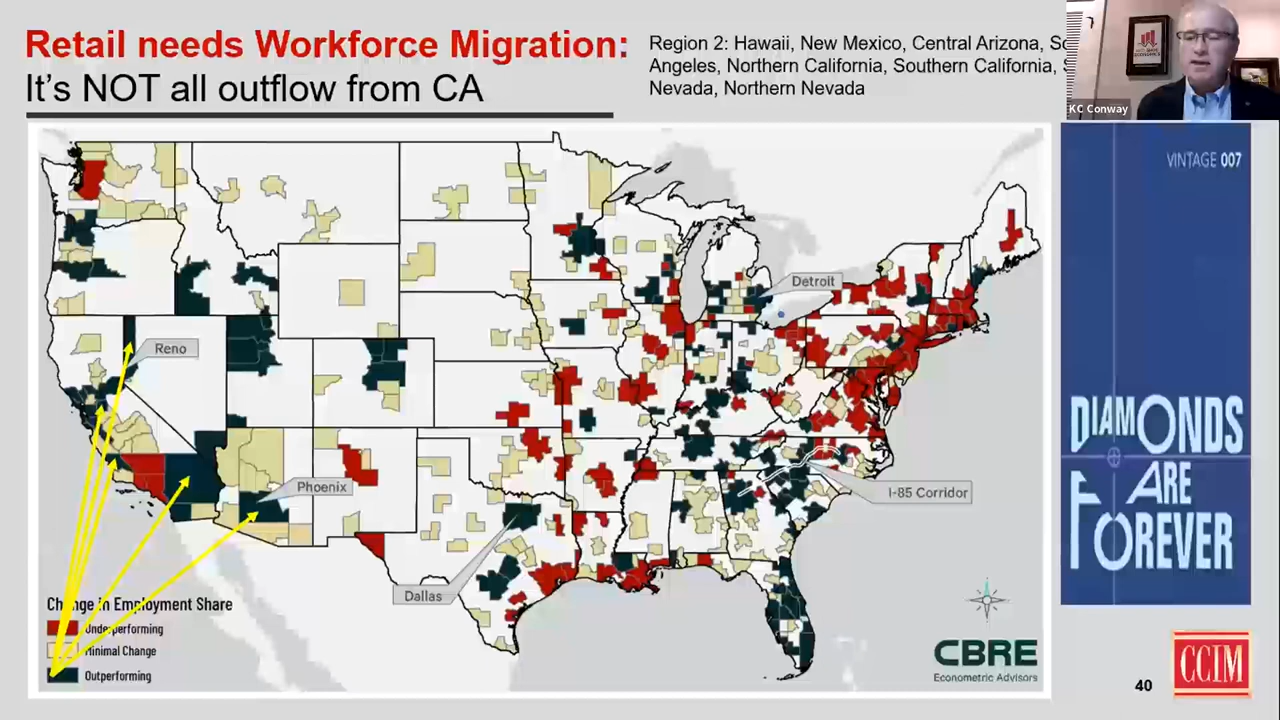 Retail needs Workforce Migration:
It's NOT all outflow from CA
Region 2: Hawaii, New Mexico, Central Arizona,
Angeles, Northern California, Southern California,
Nevada, Northern Nevada
KC Conway
VINTAGE 007
DIAMONDS
ARE
FOREVER
Detroit
Reno
Phoenix
I-85 Corridor
Dallas
Change in Employment Share
Underperforming
Minimal Change
Outperforming
CBRE
Econometric Advisors
40
CCIM